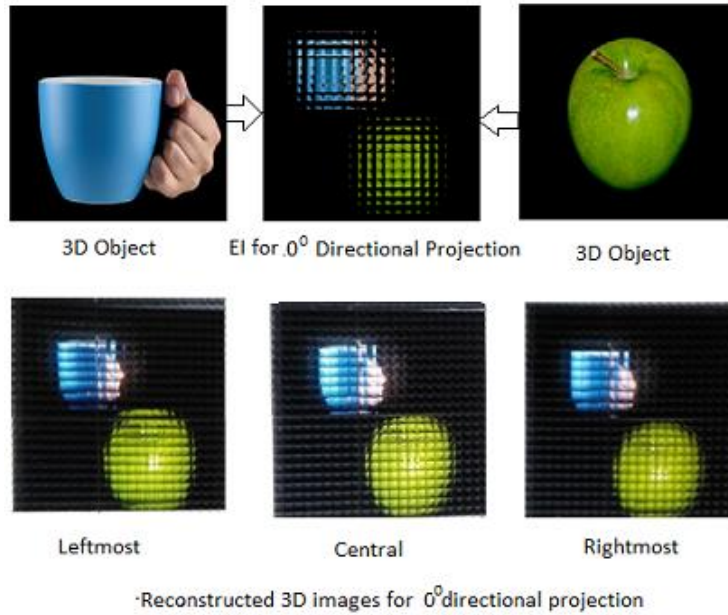 3D Object
EI for .0⁰ Directional Projection
3D Object
Leftmost
Central
Rightmost
-Reconstructed 3D images for 0⁰directional projection